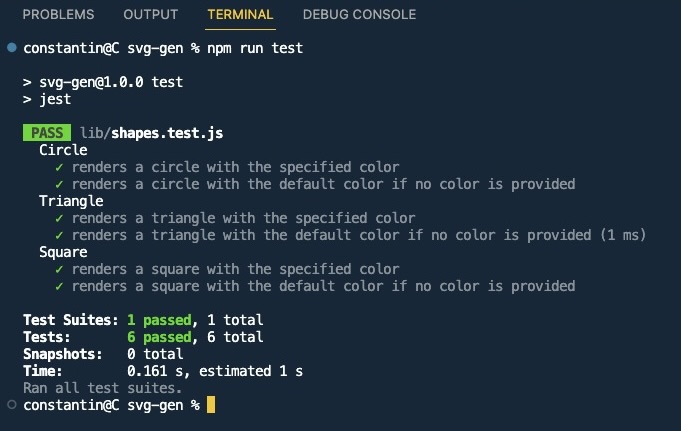 PROBLEMS OUTPUT TERMINAL DEBUG CONSOLE
constantin@C svg-gen % npm run test
> svg-gen@1.0.0 test
> jest
PASS lib/shapes.test.js
Circle
✓ renders a circle with the specified color
✓ renders a circle with the default color if no color is provided
Triangle
✓ renders a triangle with the specified color
✓ renders a triangle with the default color if no color is provided (1 ms)
Square
✓ renders a square with the specified color
✓ renders a square with the default color if no color is provided
Test Suites: 1 passed, 1 total
Tests: 6 passed, 6 total
Snapshots: 0 total
Time: 0.161 s, estimated 1 s
Ran all test suites.
constantin@C svg-gen %